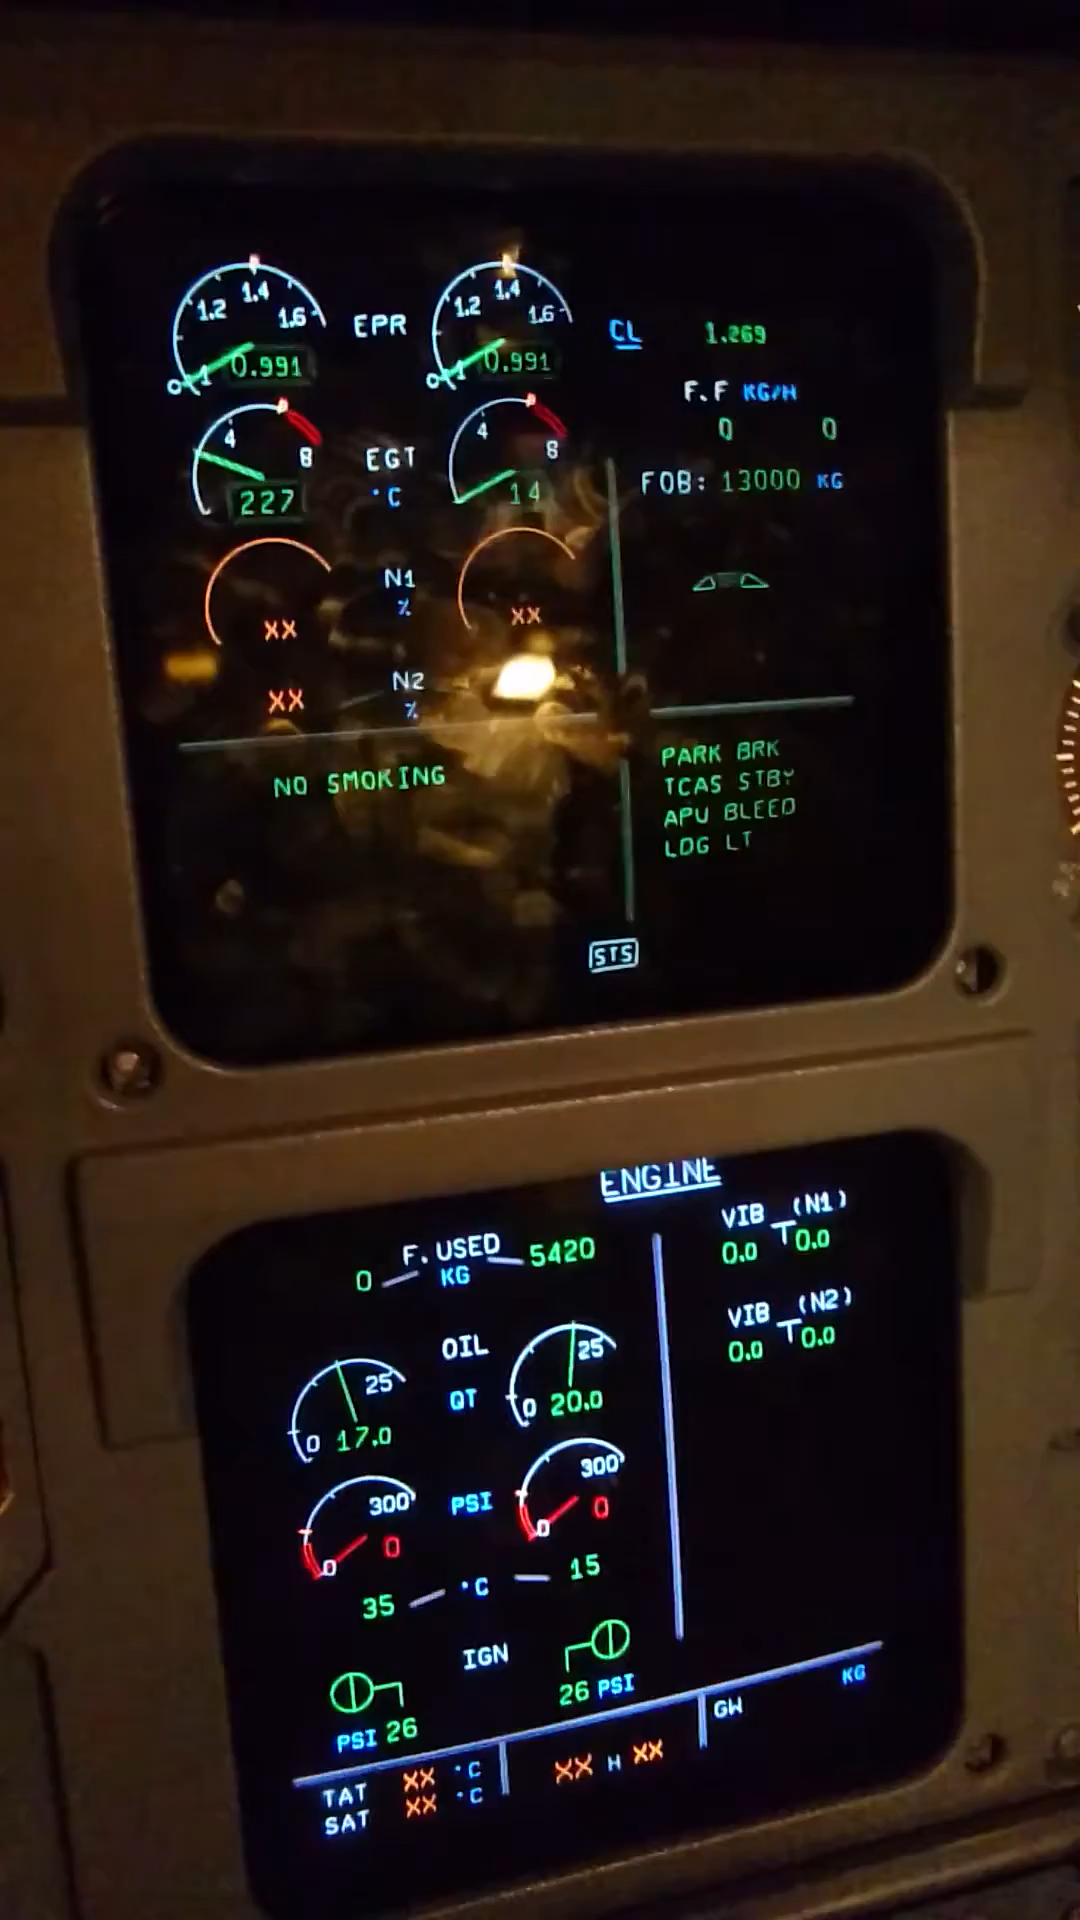 1.2 1.4 1.6 EPR 1.2 1.4 1.6 CL 1.269
1 0.991 0.991
F.F KG/H
0 0
4 8 EGT 4 8
227 °C 14
FOB: 13000 KG
N1
XX % XX
XX N2
%
NO SMOKING
PARK BRK
TCAS STBY
APU BLEED
LDG LT
STS
ENGINE
F.USED
0 KG 5420
VIB (N1)
0.0 0.0
OIL
25 QT 25
0 17.0 0 20.0
VIB (N2)
0.0 0.0
300 PSI 300
0 0 0 0
35 °C 15
IGN
PSI 26 26 PSI
TAT XX °C XX H XX GW KG
SAT XX °C